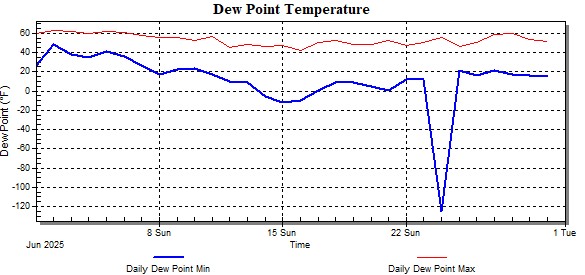 Dew Point Temperature
60
40
20
0
-20
-40
-60
-80
-100
-120
DewPoint (°F)
8 Sun
15 Sun
22 Sun
1 Tue
Jun 2025
Time
Daily Dew Point Min
Daily Dew Point Max